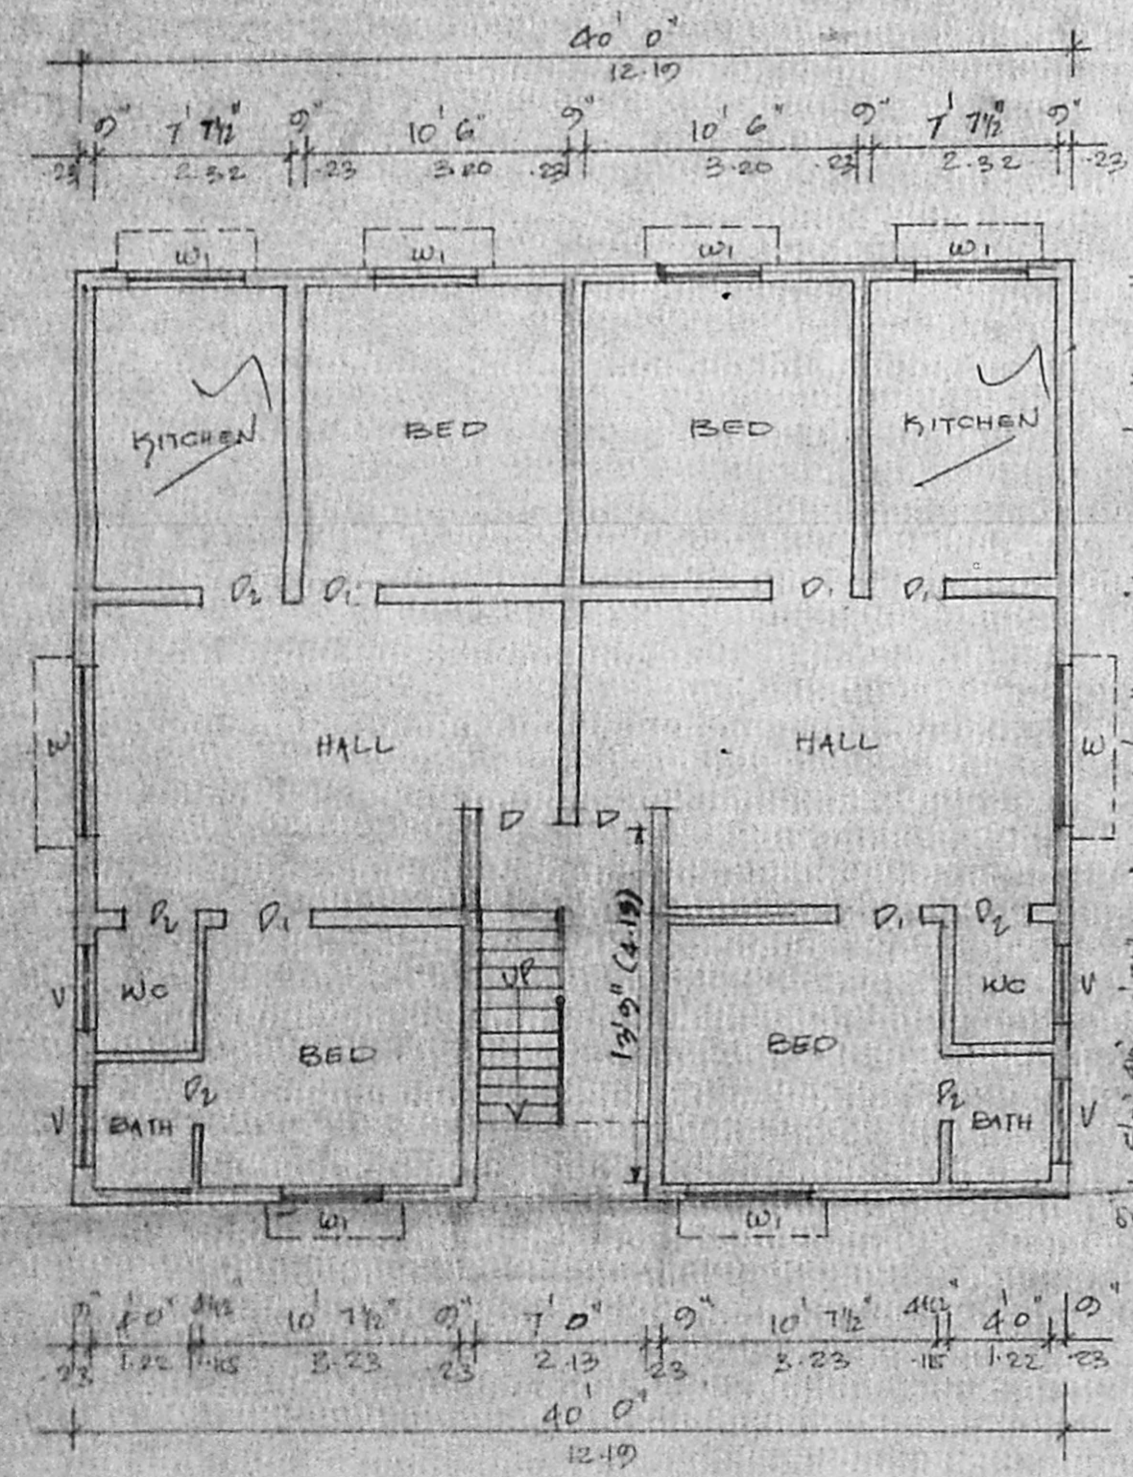 40' 0"
12.19
9" 7' 7½" 9" 10' 6" 9" 10' 6" 9" 7' 7½" 9"
.23 2.32 .23 3.20 .23 3.20 .23 2.32 .23
W1 W1 W1 W1
KITCHEN BED BED KITCHEN
D2 D1 D1 D1
W HALL HALL W
D D
D2 D1 D1 D2
13'9" (4.19)
V WC UP WC V
BED BED
D2 D2
V BATH V BATH V
W1 W1
9" 4'0" 4½" 10' 7½" 9" 7' 0" 9" 10' 7½" 4½" 4'0" 9"
.23 1.22 .115 3.23 .23 2.13 .23 3.23 .115 1.22 .23
40' 0"
12.19